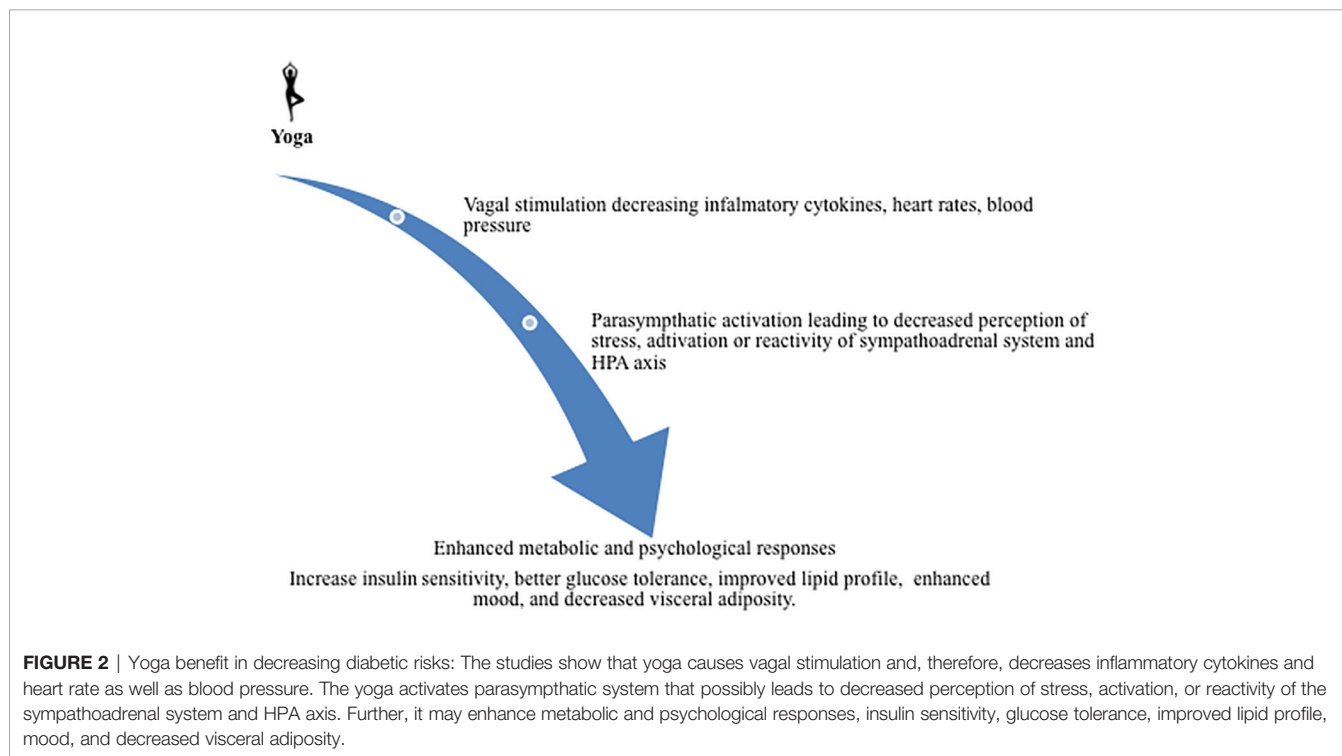 Yoga
Vagal stimulation decreasing infalmatory cytokines, heart rates, blood
pressure
Parasympthatic activation leading to decreased perception of
stress, adtivation or reactivity of sympathoadrenal system and
HPA axis
Enhanced metabolic and psychological responses
Increase insulin sensitivity, better glucose tolerance, improved lipid profile, enhanced
mood, and decreased visceral adiposity.
FIGURE 2 | Yoga benefit in decreasing diabetic risks: The studies show that yoga causes vagal stimulation and, therefore, decreases inflammatory cytokines and
heart rate as well as blood pressure. The yoga activates parasympthatic system that possibly leads to decreased perception of stress, activation, or reactivity of the
sympathoadrenal system and HPA axis. Further, it may enhance metabolic and psychological responses, insulin sensitivity, glucose tolerance, improved lipid profile,
mood, and decreased visceral adiposity.